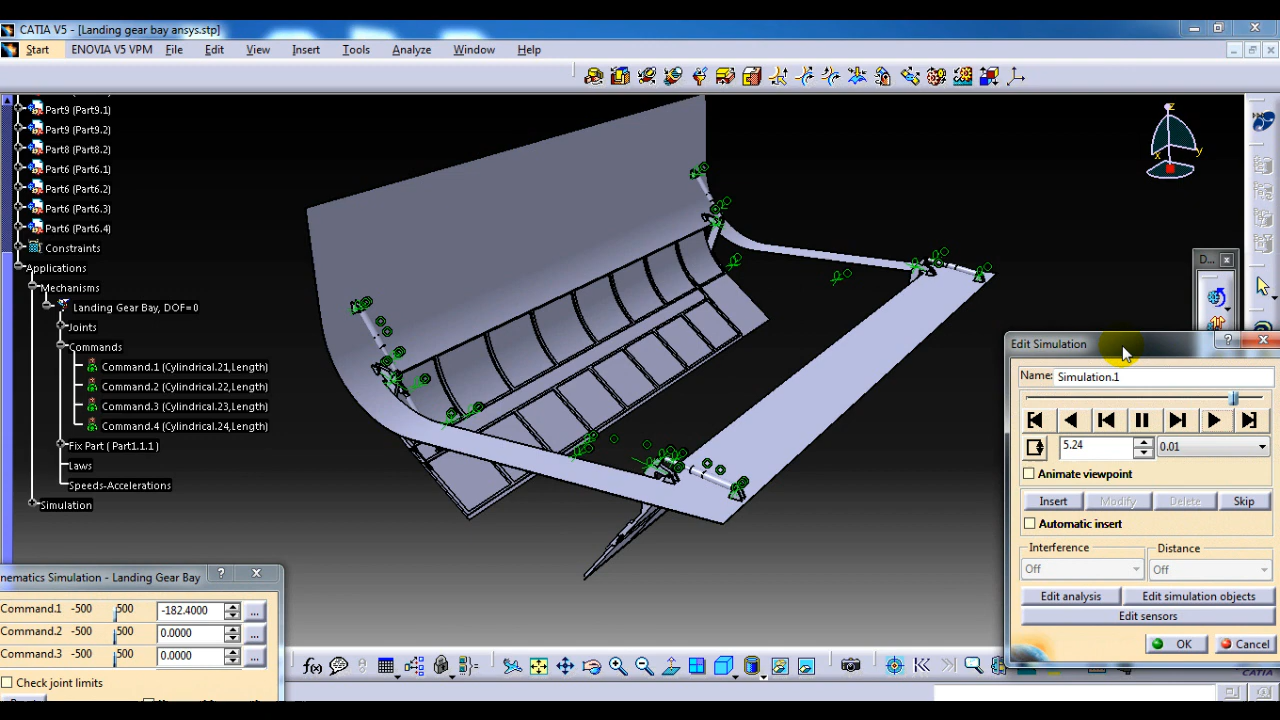 CATIA V5 - [Landing gear bay ansys.stp]
Start ENOVIA V5 VPM File Edit View Insert Tools Analyze Window Help
Part9 (Part9.1)
Part9 (Part9.2)
Part8 (Part8.2)
Part6 (Part6.1)
Part6 (Part6.2)
Part6 (Part6.3)
Part6 (Part6.4)
Constraints
Applications
Mechanisms
Landing Gear Bay, DOF=0
Joints
Commands
Command.1 (Cylindrical.21,Length)
Command.2 (Cylindrical.22,Length)
Command.3 (Cylindrical.23,Length)
Command.4 (Cylindrical.24,Length)
Fix Part ( Part1.1.1 )
Laws
Speeds-Accelerations
Simulation
z
x
y
D...
Edit Simulation
Name: Simulation.1
5.24 0.01
Animate viewpoint
Insert Modify Delete Skip
Automatic insert
Interference Distance
Off Off
Edit analysis Edit simulation objects
Edit sensors
OK Cancel
nematics Simulation - Landing Gear Bay
Command.1 -500 500 -182.4000 ...
Command.2 -500 500 0.0000 ...
Command.3 -500 500 0.0000 ...
Check joint limits
f(x)
CATIA